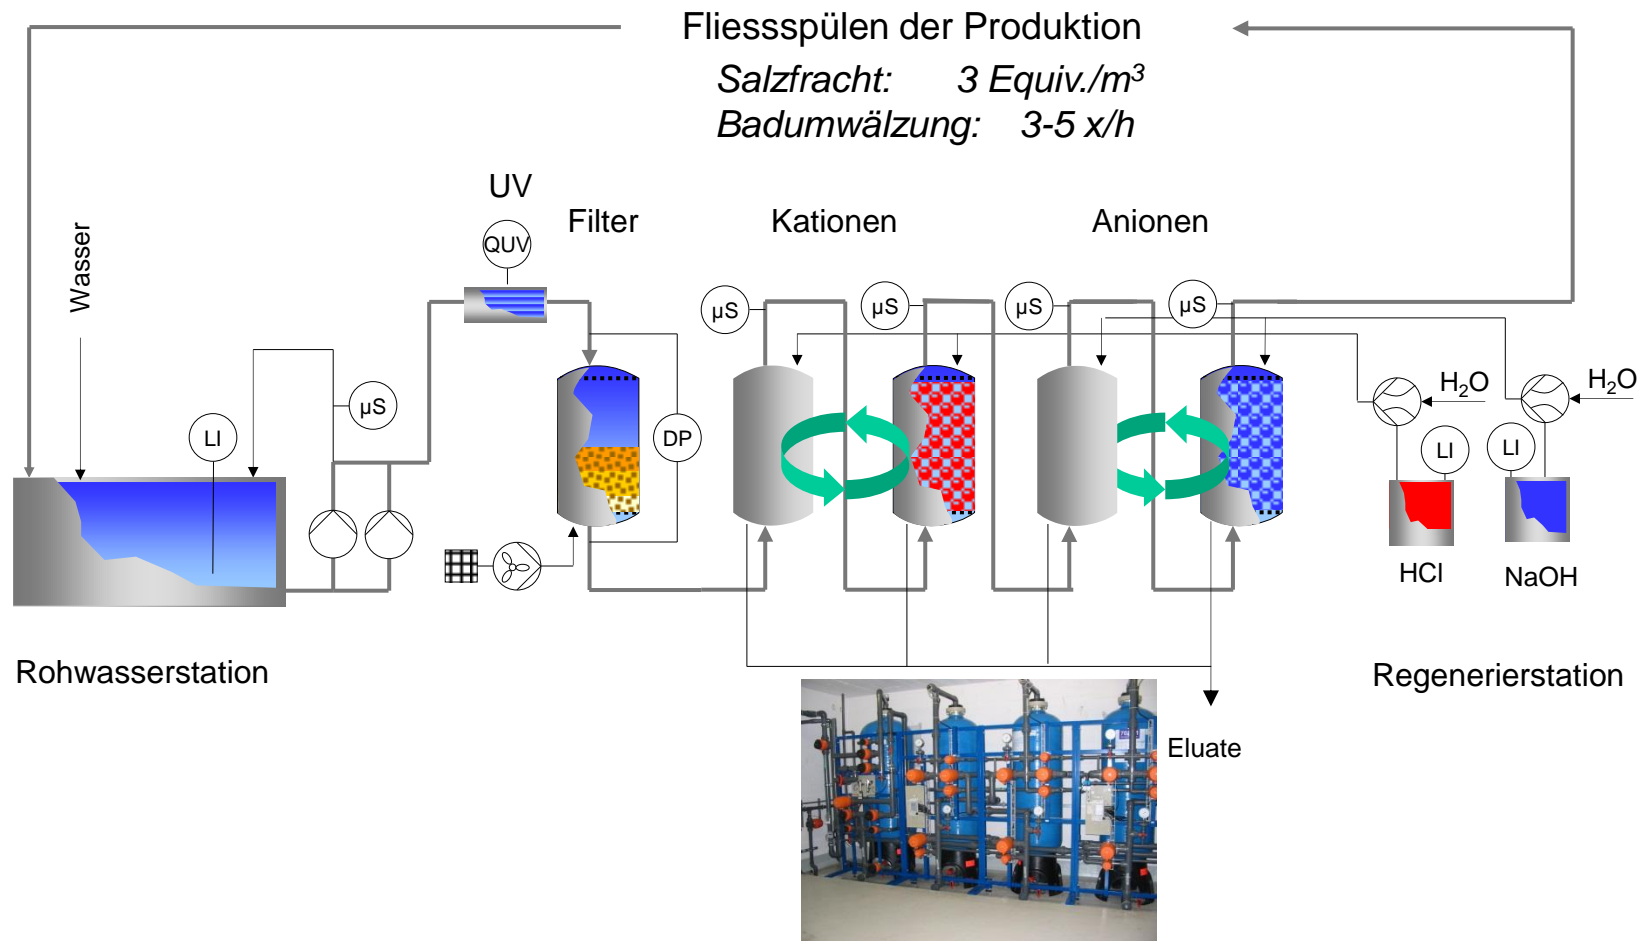 Fliessspülen der Produktion
Salzfracht: 3 Equiv./m³
Badumwälzung: 3-5 x/h
UV
Filter
Kationen
Anionen
Wasser
QUV
µS
µS
µS
µS
µS
LI
DP
H₂O
H₂O
LI
LI
HCl
NaOH
Rohwasserstation
Regenerierstation
Eluate